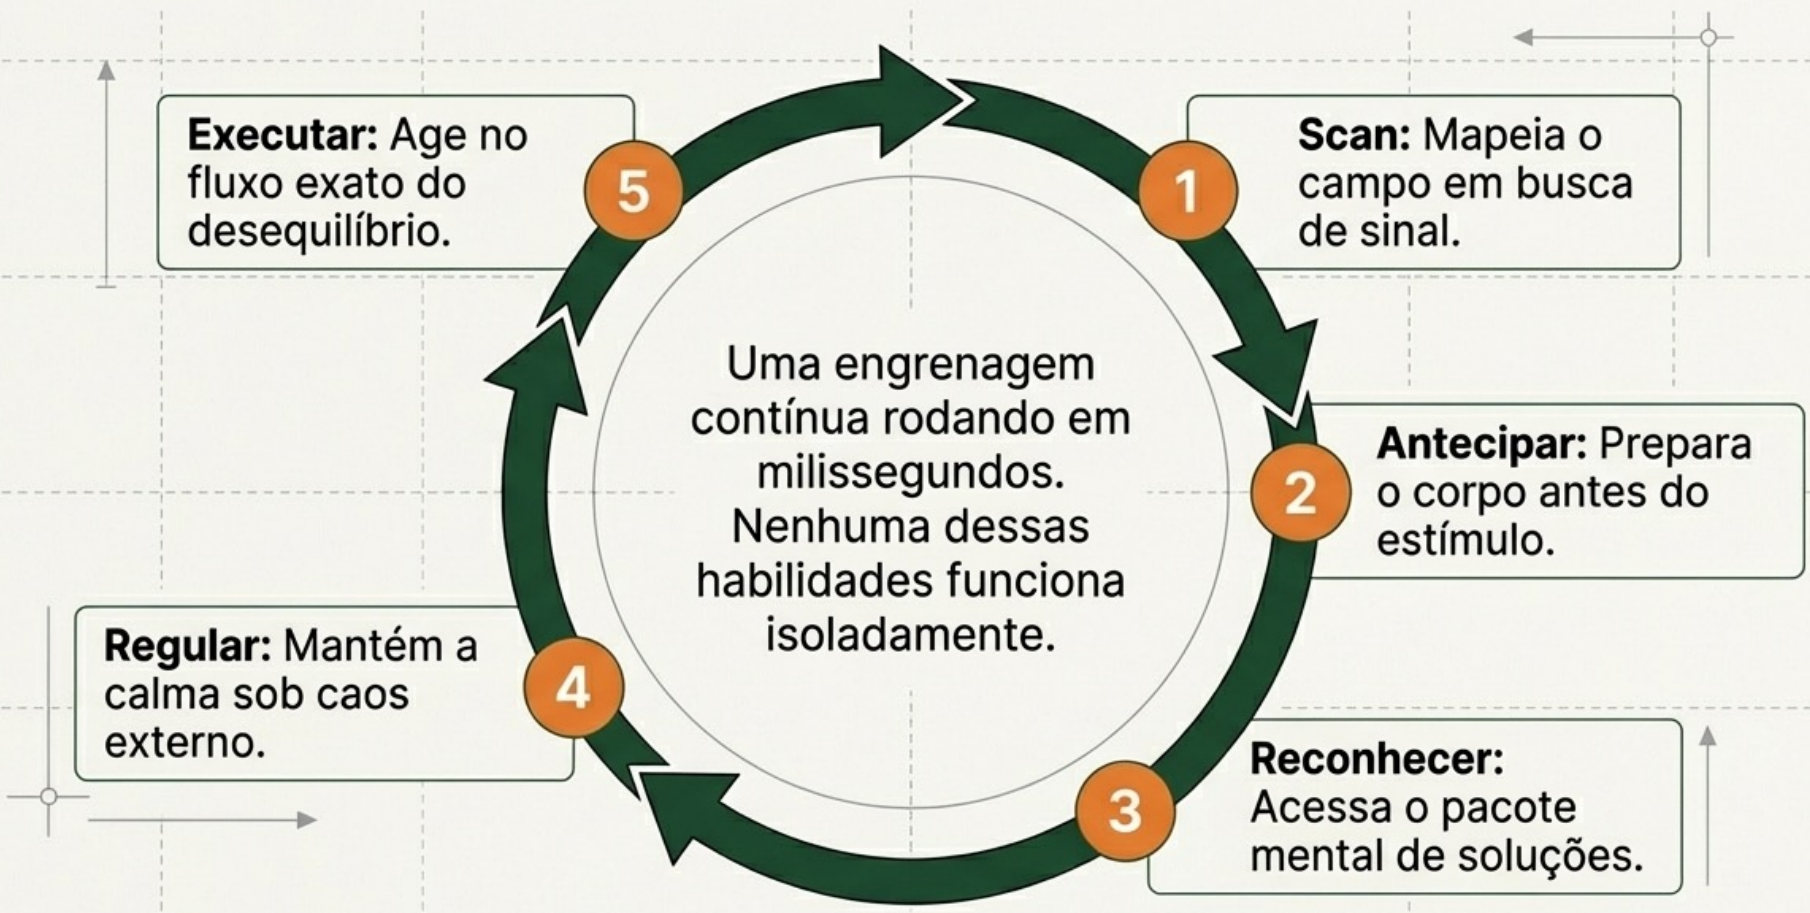 Executar: Age no
fluxo exato do
desequilíbrio.
5
1
Scan: Mapeia o
campo em busca
de sinal.
Uma engrenagem
contínua rodando em
milissegundos.
Nenhuma dessas
habilidades funciona
isoladamente.
2
Antecipar: Prepara
o corpo antes do
estímulo.
Regular: Mantém a
calma sob caos
externo.
4
3
Reconhecer:
Acessa o pacote
mental de soluções.